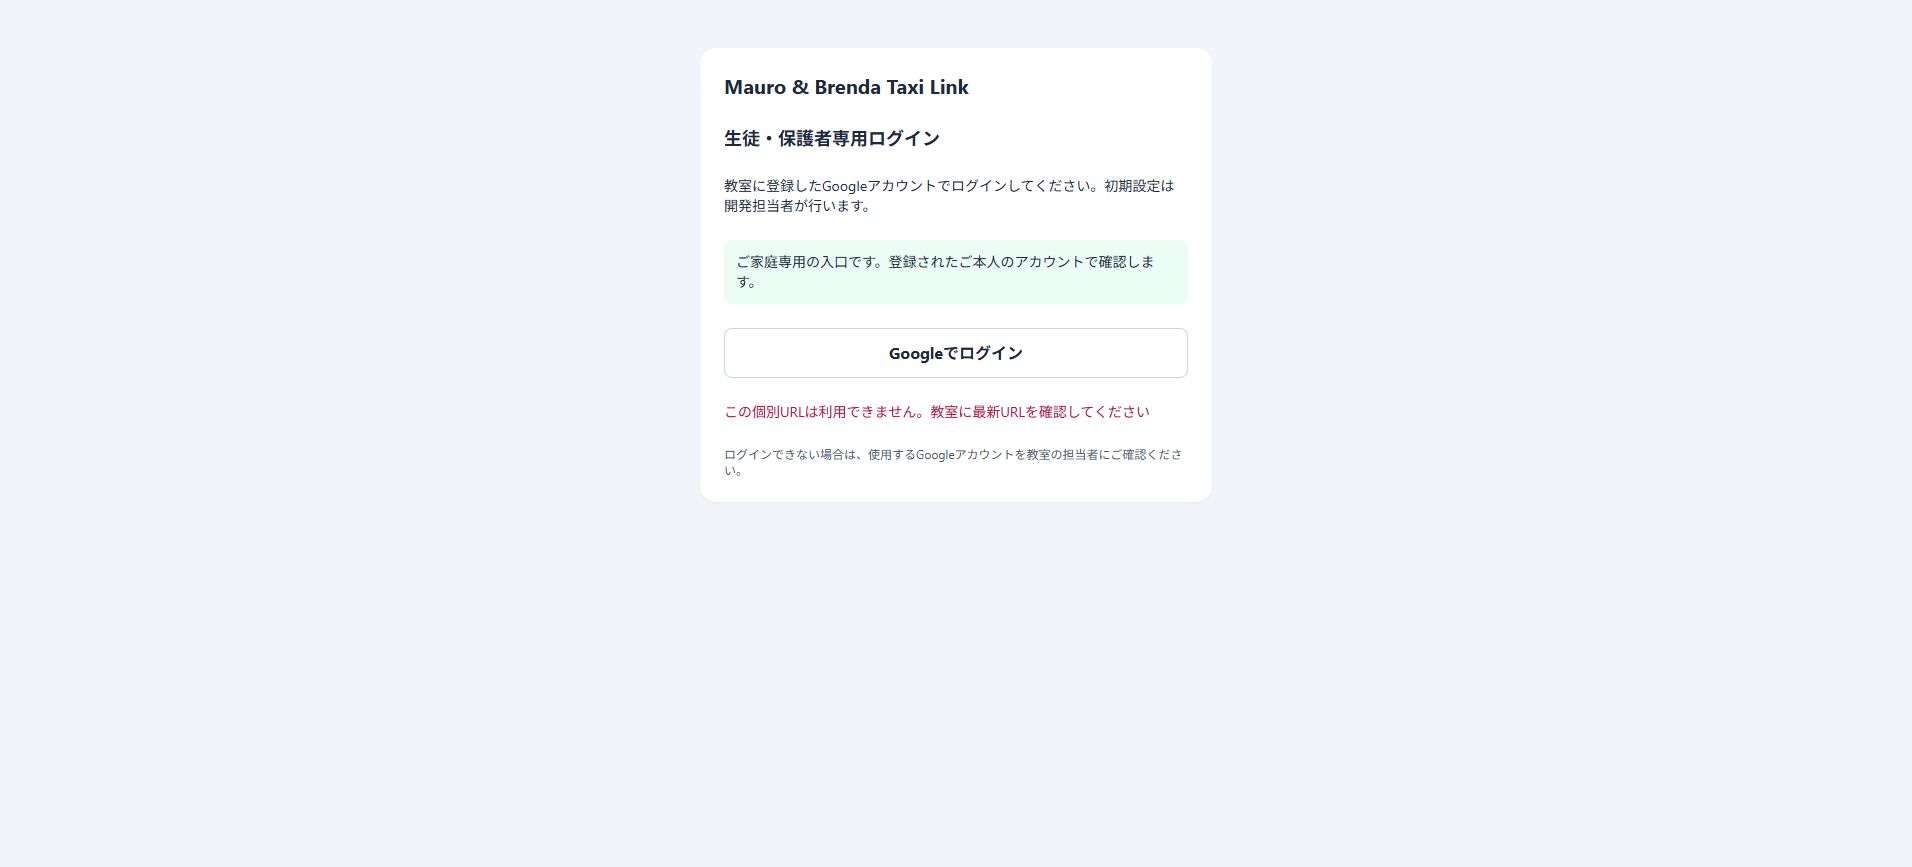 Mauro & Brenda Taxi Link
生徒・保護者専用ログイン
教室に登録したGoogleアカウントでログインしてください。初期設定は
開発担当者が行います。
ご家庭専用の入口です。登録されたご本人のアカウントで確認しま
す。
Googleでログイン
この個別URLは利用できません。教室に最新URLを確認してください
ログインできない場合は、使用するGoogleアカウントを教室の担当者にご確認くださ
い。